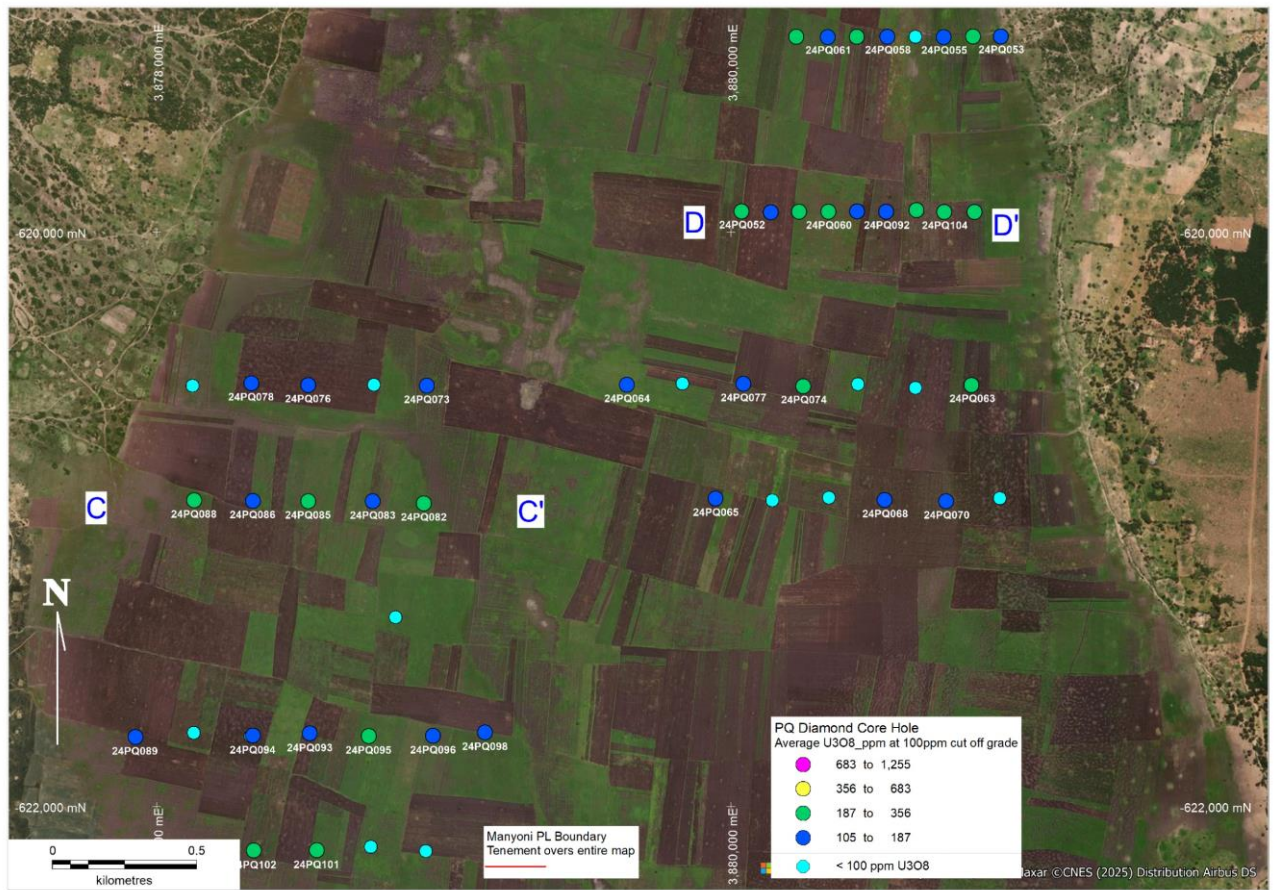 3,878,000 mE
3,880,000 mE
24PQ061 24PQ058 24PQ055 24PQ053
D D'
24PQ052 24PQ060 24PQ092 24PQ104
-620,000 mN -620,000 mN
24PQ078 24PQ076 24PQ073 24PQ064 24PQ077 24PQ074 24PQ063
C C'
24PQ088 24PQ086 24PQ085 24PQ083 24PQ082 24PQ065 24PQ068 24PQ070
N
24PQ089 24PQ094 24PQ093 24PQ095 24PQ096 24PQ098
PQ Diamond Core Hole
Average U3O8_ppm at 100ppm cut off grade
683 to 1,255
356 to 683
187 to 356
105 to 187
< 100 ppm U3O8
-622,000 mN -622,000 mN
Manyoni PL Boundary
Tenement overs entire map
0 0.5
kilometres
24PQ101
3,880,000 mE
©CNES (2025) Distribution Airbus DS